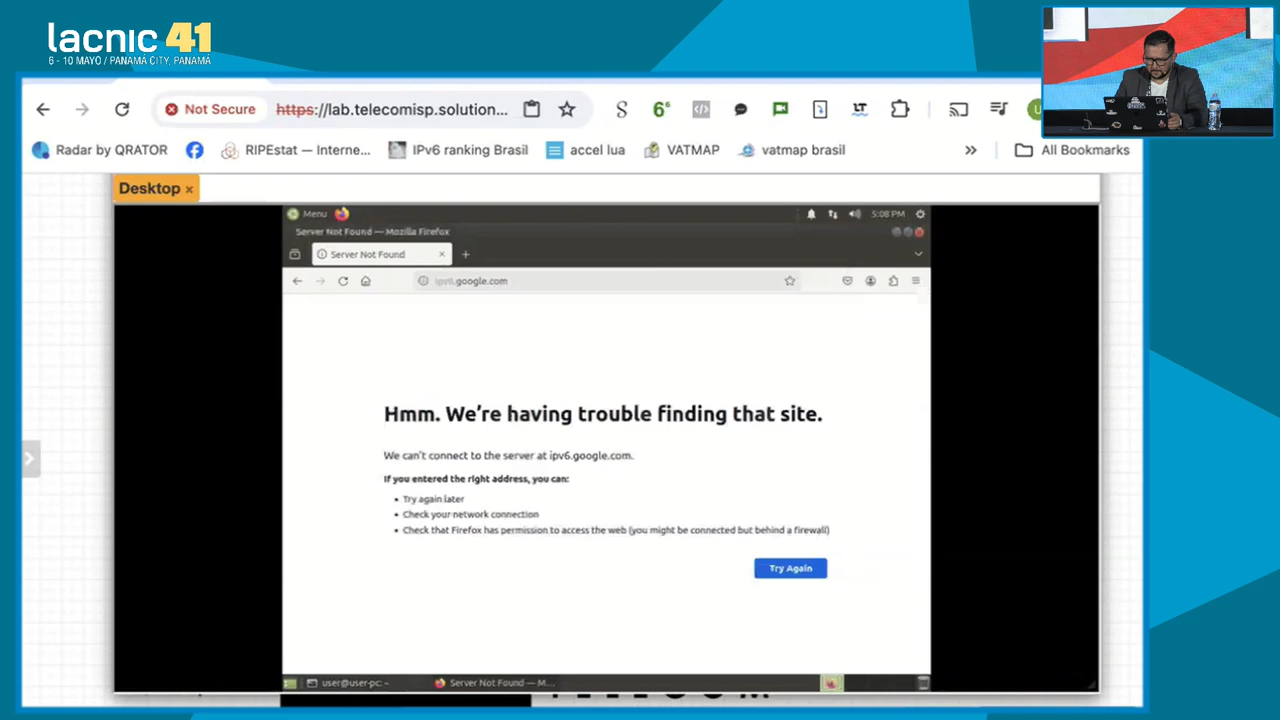 lacnic 41
6 - 10 MAYO / PANAMÁ CITY, PANAMÁ
Not Secure https://lab.telecomisp.solution...
Radar by QRATOR RIPEstat — Interne... IPv6 ranking Brasil accel lua VATMAP vatmap brasil » All Bookmarks
Desktop ×
Menu 5:08 PM
Server Not Found — Mozilla Firefox
Server Not Found × +
ipv6.google.com
Hmm. We're having trouble finding that site.
We can't connect to the server at ipv6.google.com.
If you entered the right address, you can:
• Try again later
• Check your network connection
• Check that Firefox has permission to access the web (you might be connected but behind a firewall)
Try Again
user@user-pc: ~ Server Not Found — M...